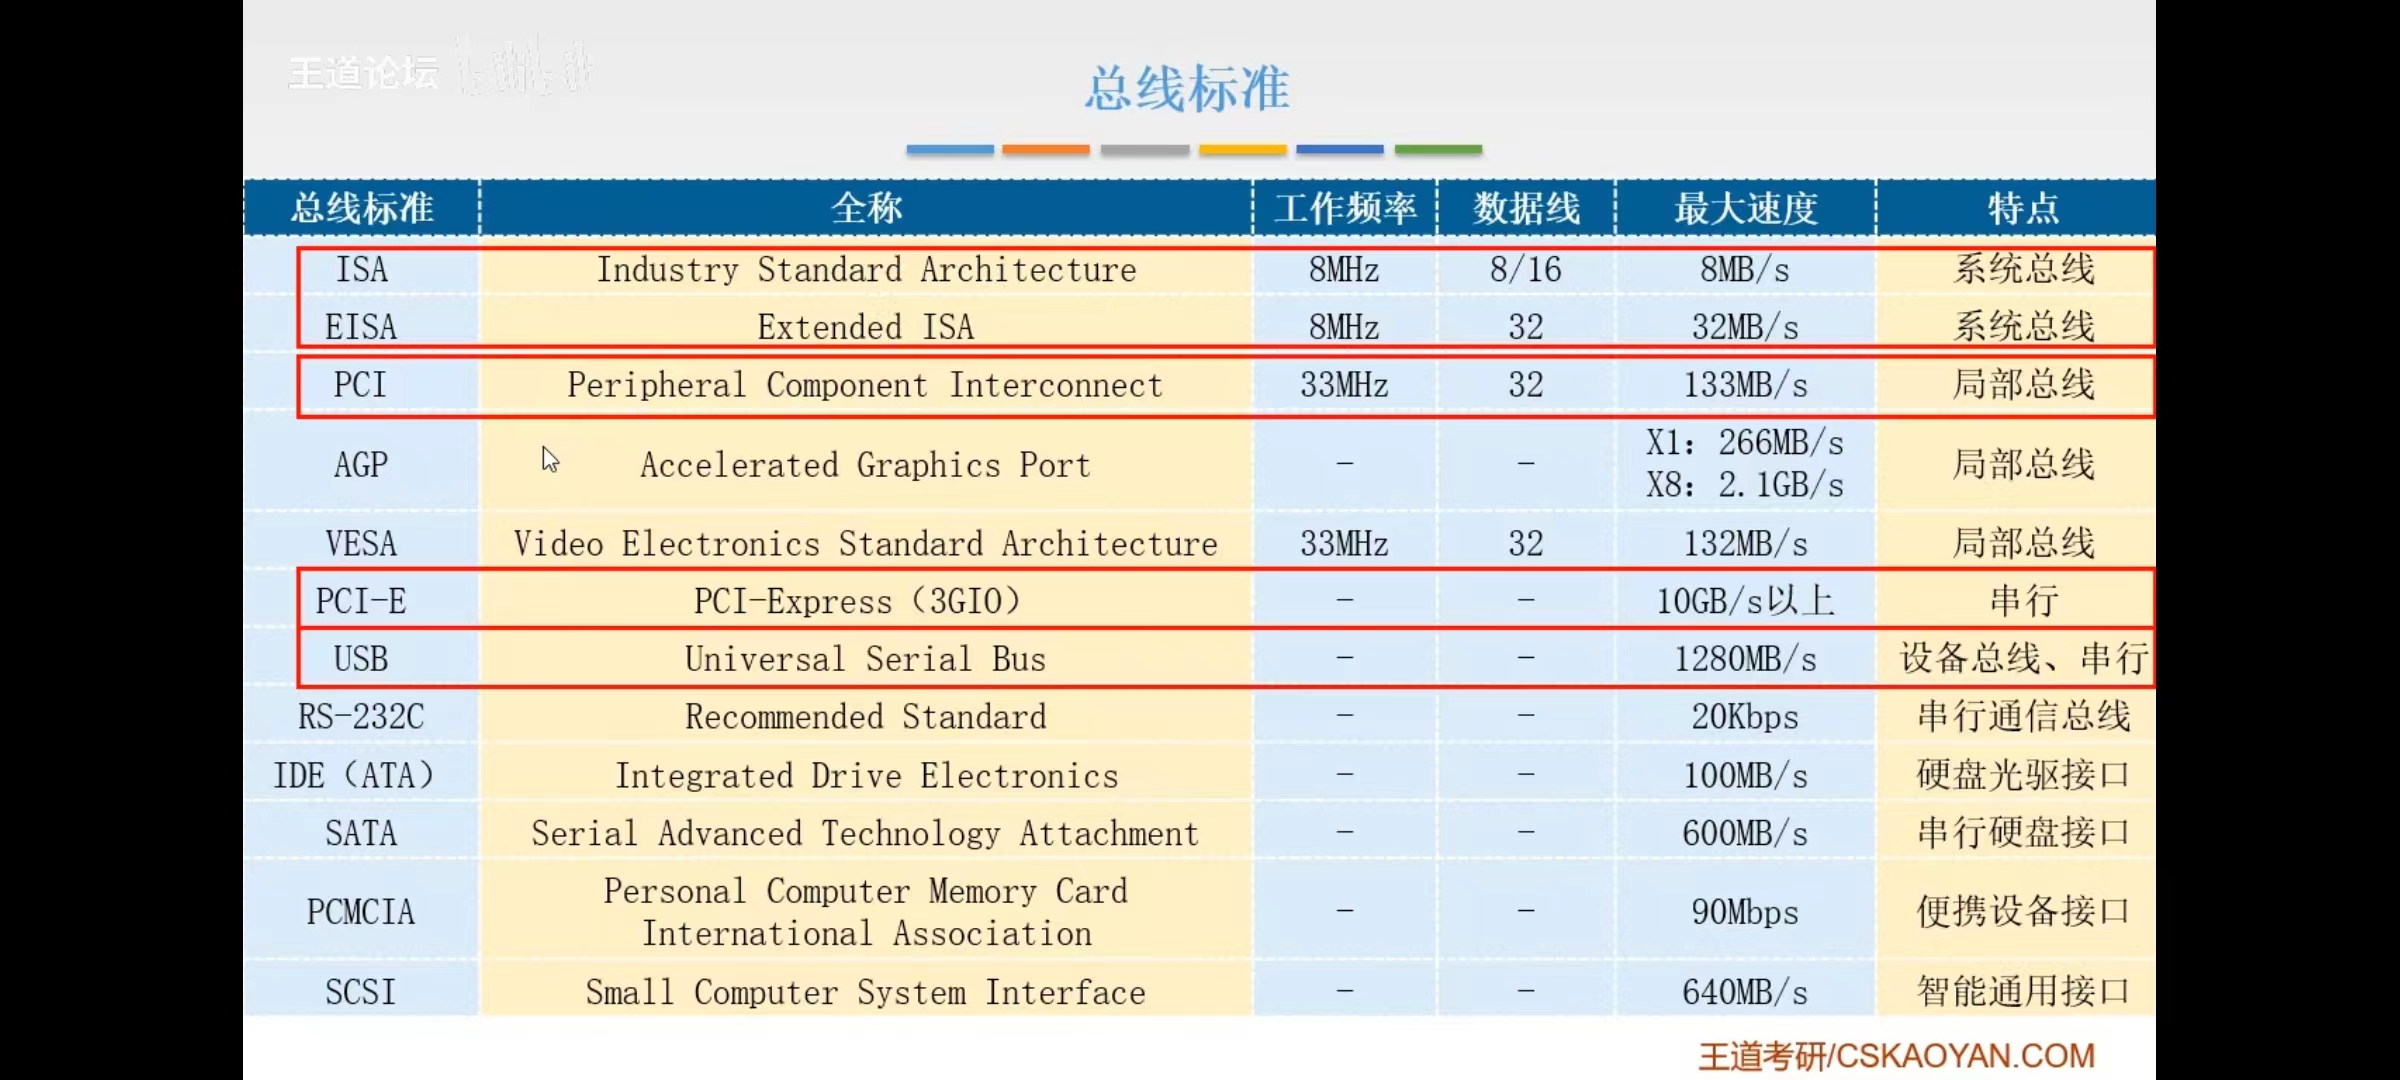 王道论坛
总线标准
总线标准 全称 工作频率 数据线 最大速度 特点
ISA Industry Standard Architecture 8MHz 8/16 8MB/s 系统总线
EISA Extended ISA 8MHz 32 32MB/s 系统总线
PCI Peripheral Component Interconnect 33MHz 32 133MB/s 局部总线
AGP Accelerated Graphics Port - - X1: 266MB/s 局部总线
X8: 2.1GB/s
VESA Video Electronics Standard Architecture 33MHz 32 132MB/s 局部总线
PCI-E PCI-Express（3GIO） - - 10GB/s以上 串行
USB Universal Serial Bus - - 1280MB/s 设备总线、串行
RS-232C Recommended Standard - - 20Kbps 串行通信总线
IDE（ATA） Integrated Drive Electronics - - 100MB/s 硬盘光驱接口
SATA Serial Advanced Technology Attachment - - 600MB/s 串行硬盘接口
PCMCIA Personal Computer Memory Card - - 90Mbps 便携设备接口
International Association
SCSI Small Computer System Interface - - 640MB/s 智能通用接口
王道考研/CSKAOYAN.COM